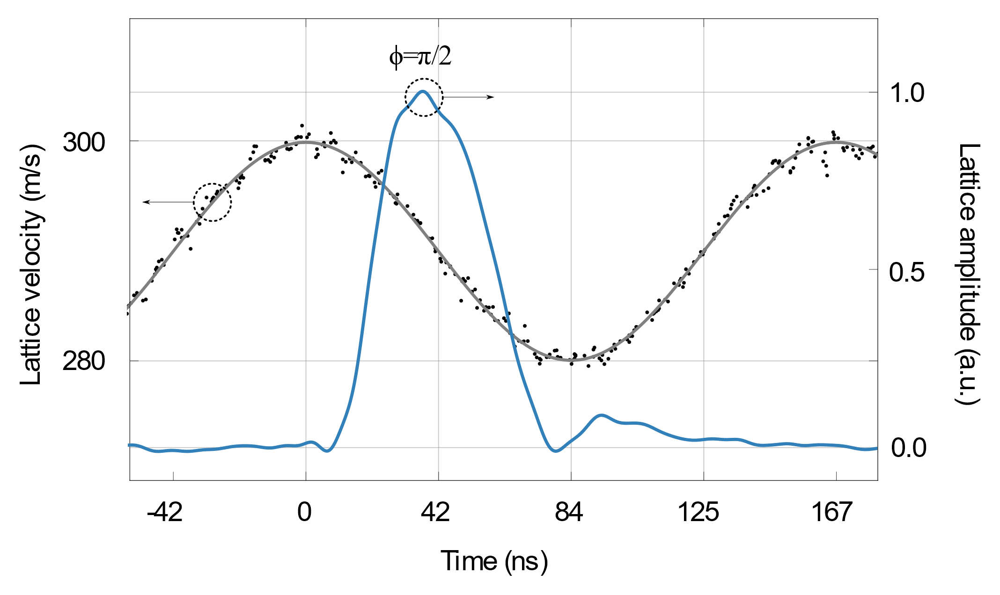 ϕ=π/2
Lattice velocity (m/s)
300
280
Lattice amplitude (a.u.)
1.0
0.5
0.0
-42 0 42 84 125 167
Time (ns)